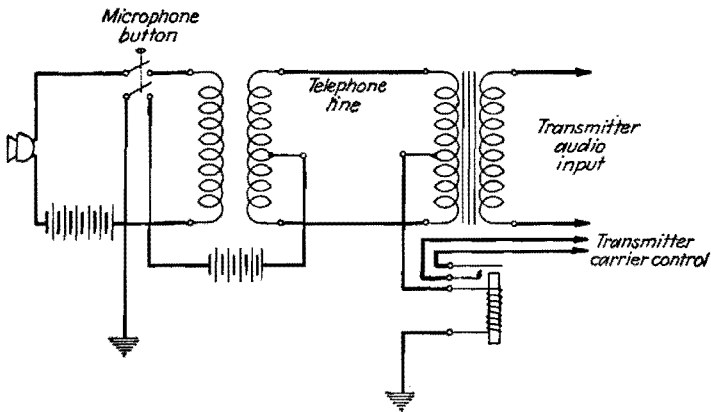 Microphone
button
Telephone
line
Transmitter
audio
input
Transmitter
carrier control